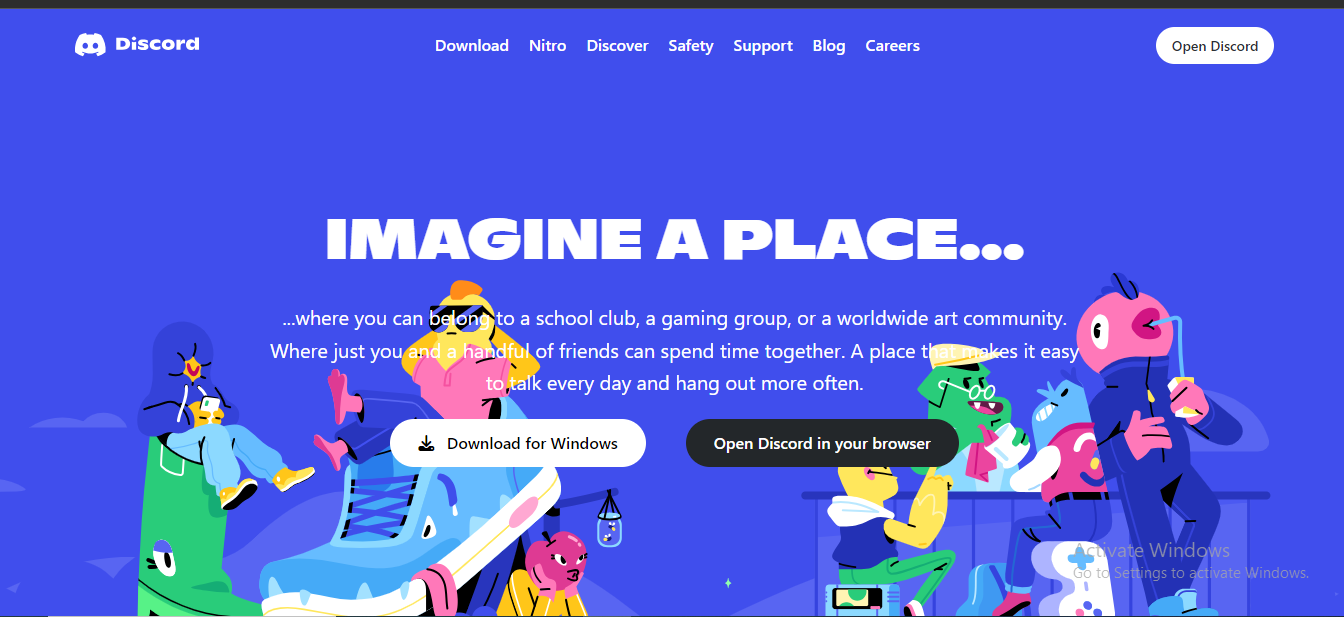 Discord
Download Nitro Discover Safety Support Blog Careers
Open Discord
IMAGINE A PLACE...
...where you can belong to a school club, a gaming group, or a worldwide art community.
Where just you and a handful of friends can spend time together. A place that makes it easy
to talk every day and hang out more often.
Download for Windows
Open Discord in your browser
Activate Windows
Go to Settings to activate Windows.